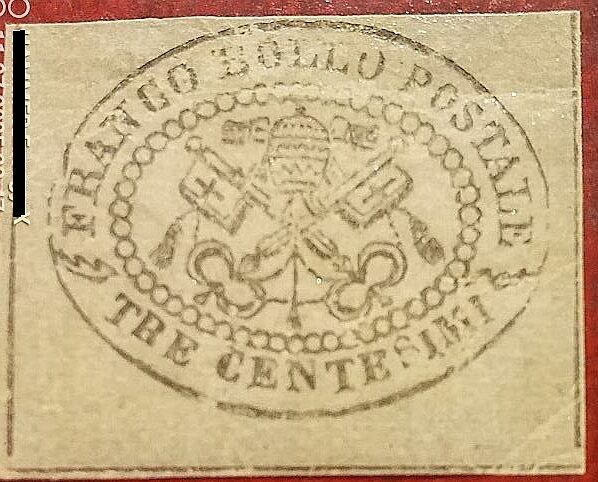 FRANCO BOLLO POSTALE
TRE CENTESIMI